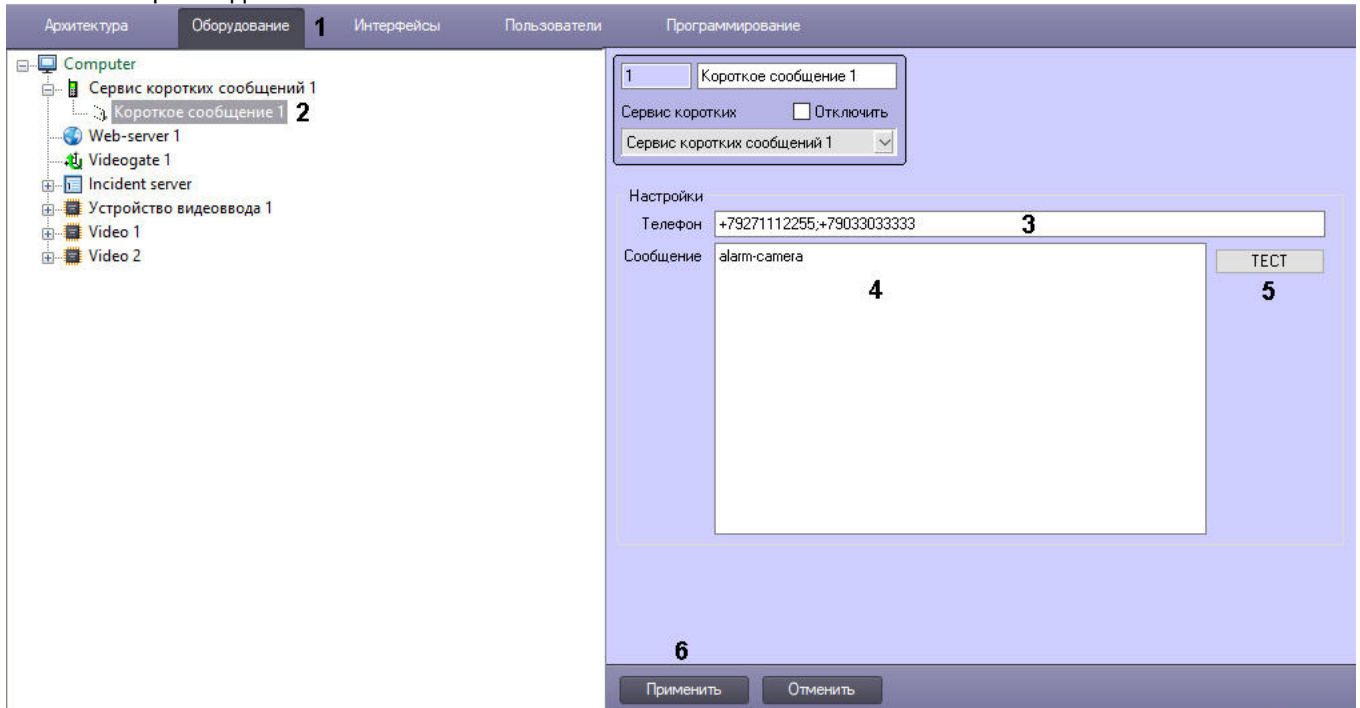 Архитектура Оборудование 1 Интерфейсы Пользователи Программирование
Computer
Сервис коротких сообщений 1
Короткое сообщение 1 2
Web-server 1
Videogate 1
Incident server
Устройство видеоввода 1
Video 1
Video 2
1 Короткое сообщение 1
Сервис коротких Отключить
Сервис коротких сообщений 1
Настройки
Телефон +79271112255;+79033033333 3
Сообщение alarm-camera ТЕСТ
4 5
6
Применить Отменить